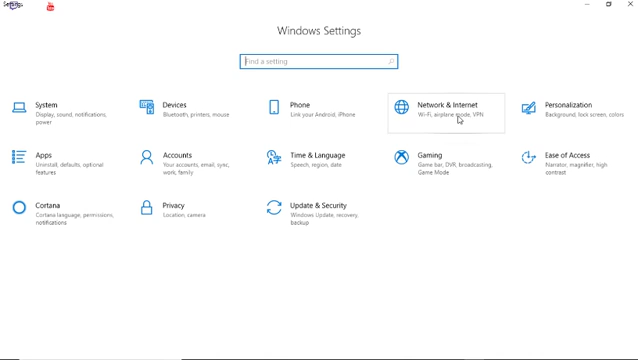 Settings
You
Windows Settings
Find a setting
System
Display, sound, notifications,
power
Devices
Bluetooth, printers, mouse
Phone
Link your Android, iPhone
Network & Internet
Wi-Fi, airplane mode, VPN
Personalization
Background, lock screen, colors
Apps
Uninstall, defaults, optional
features
Accounts
Your accounts, email, sync,
work, family
Time & Language
Speech, region, date
Gaming
Game bar, DVR, broadcasting,
Game Mode
Ease of Access
Narrator, magnifier, high
contrast
Cortana
Cortana language, permissions,
notifications
Privacy
Location, camera
Update & Security
Windows Update, recovery,
backup